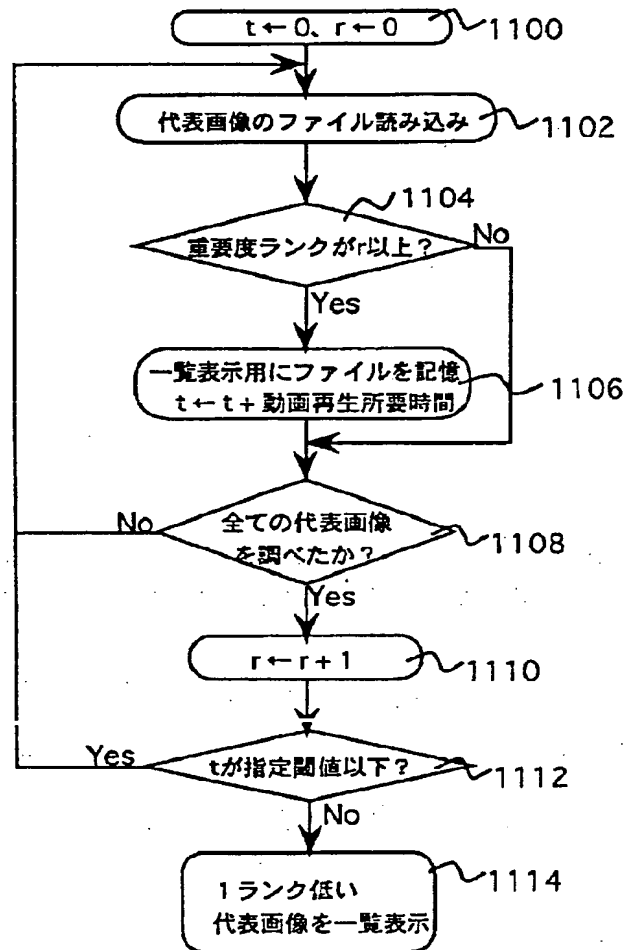 t←0、r←0
1100
代表画像のファイル読み込み
1102
1104
重要度ランクがr以上？
No
Yes
一覧表示用にファイルを記憶
t←t+動画再生所要時間
1106
No
全ての代表画像
を調べたか？
1108
Yes
r←r+1
1110
Yes
tが指定閾値以下？
1112
No
1114
1ランク低い
代表画像を一覧表示